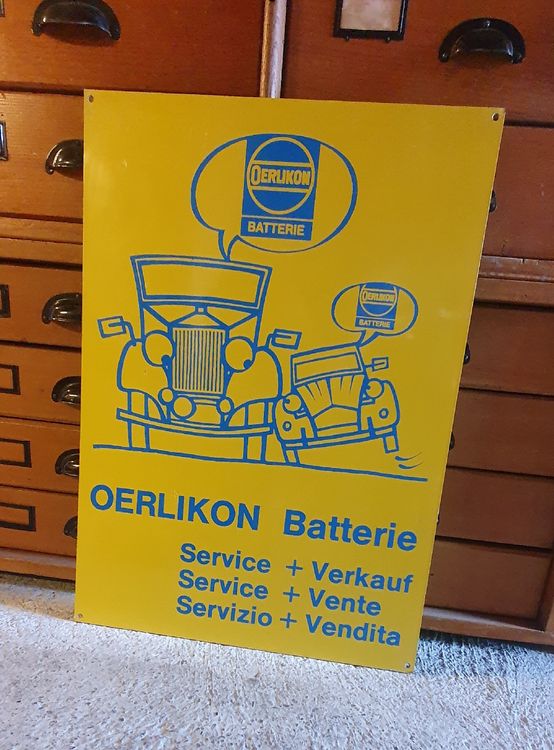 OERLIKON
BATTERIE
OERLIKON
BATTERIE
OERLIKON Batterie
Service + Verkauf
Service + Vente
Servizio + Vendita